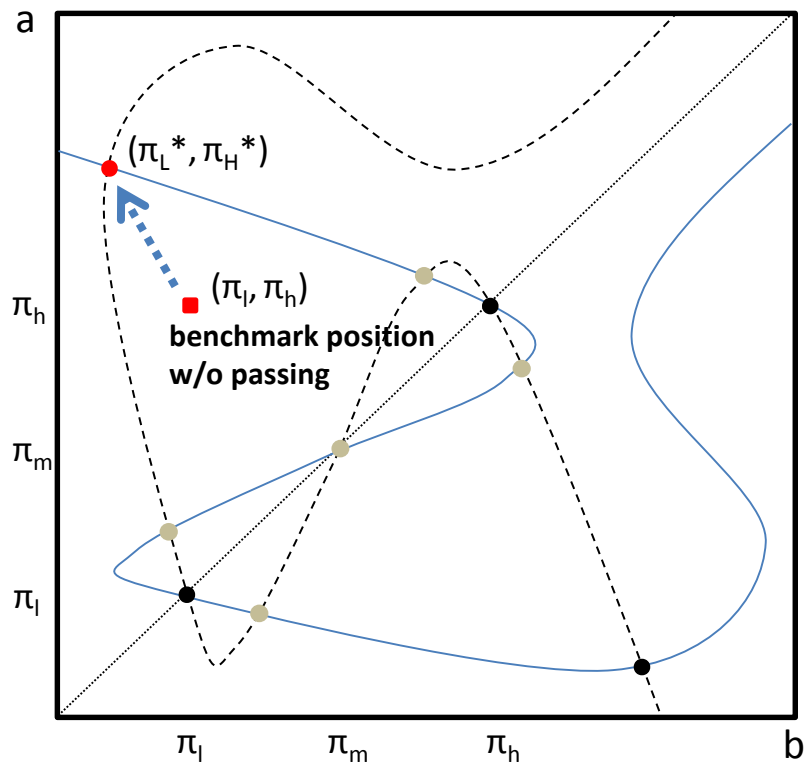 a
(π_L*, π_H*)
(π_l, π_h)
benchmark position
w/o passing
π_h
π_m
π_l
π_l
π_m
π_h
b